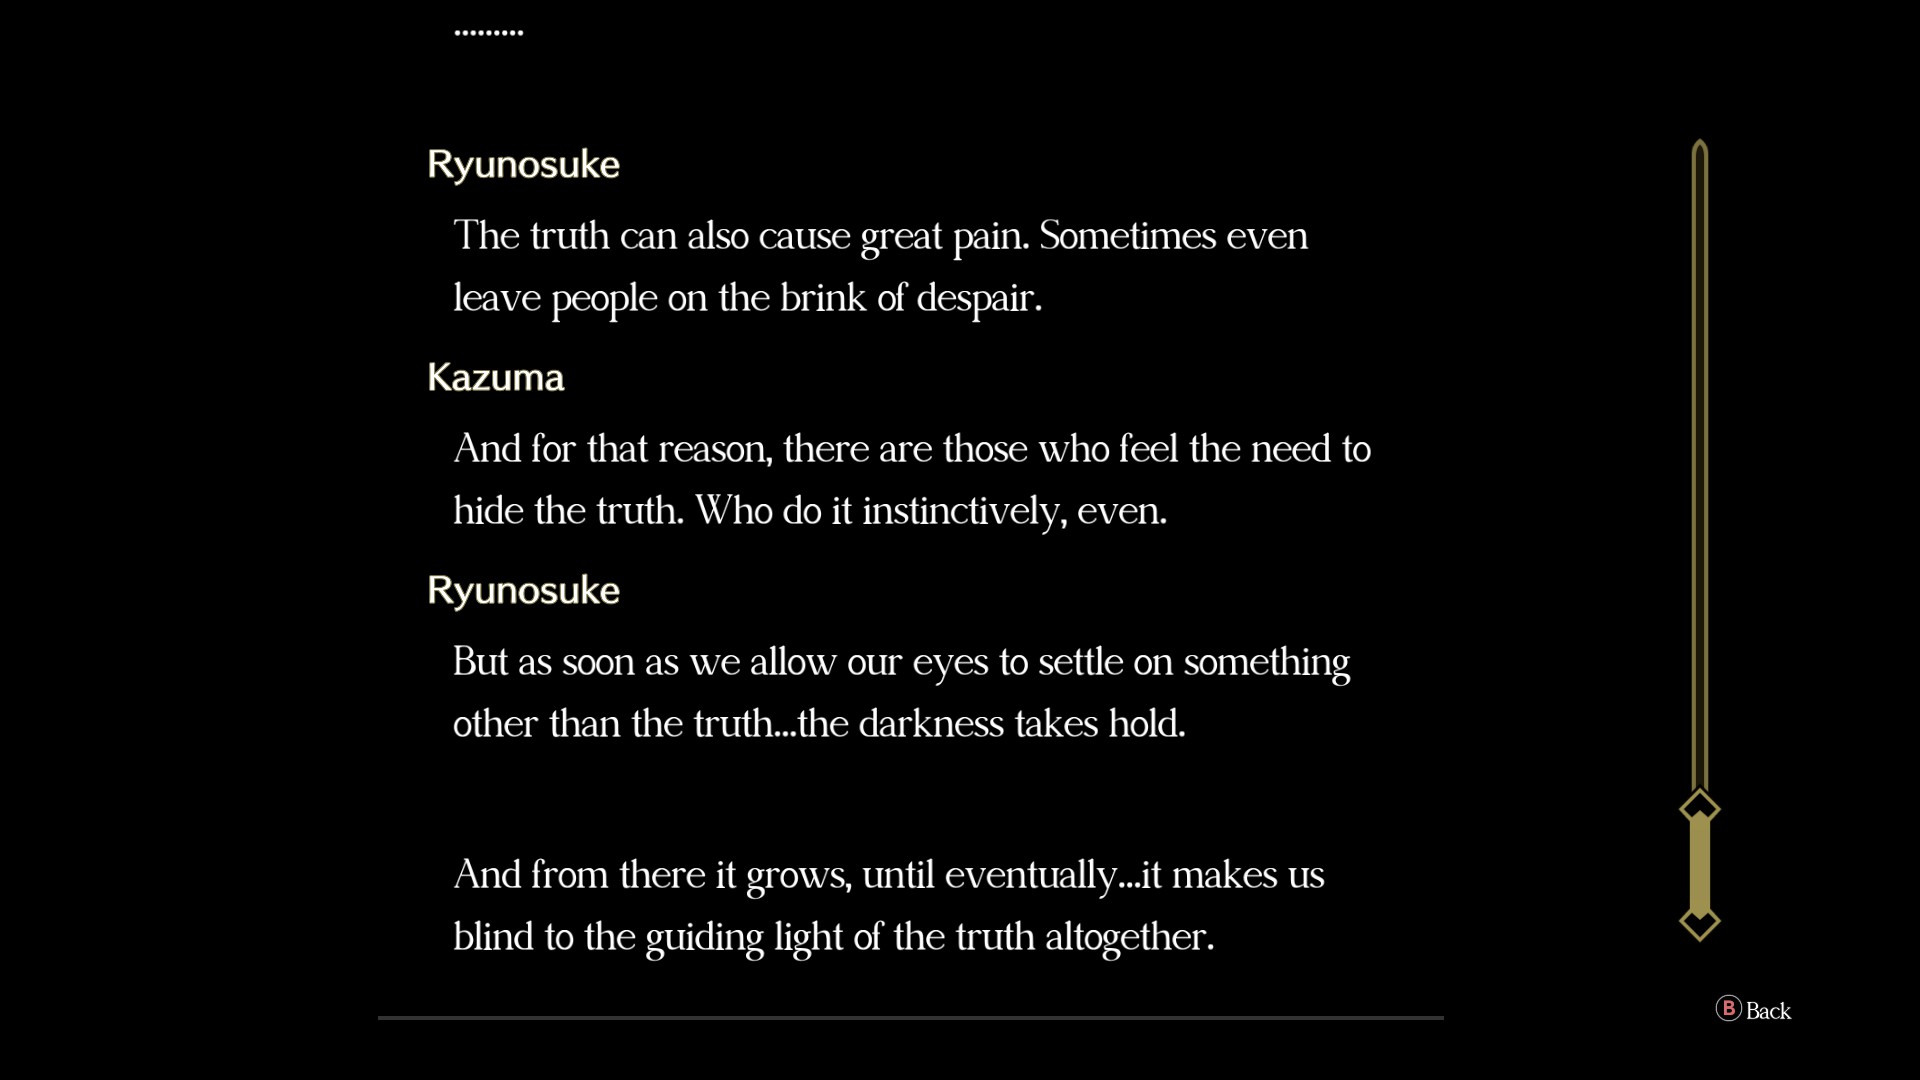 .........
Ryunosuke
The truth can also cause great pain. Sometimes even
leave people on the brink of despair.
Kazuma
And for that reason, there are those who feel the need to
hide the truth. Who do it instinctively, even.
Ryunosuke
But as soon as we allow our eyes to settle on something
other than the truth...the darkness takes hold.
And from there it grows, until eventually...it makes us
blind to the guiding light of the truth altogether.
B Back